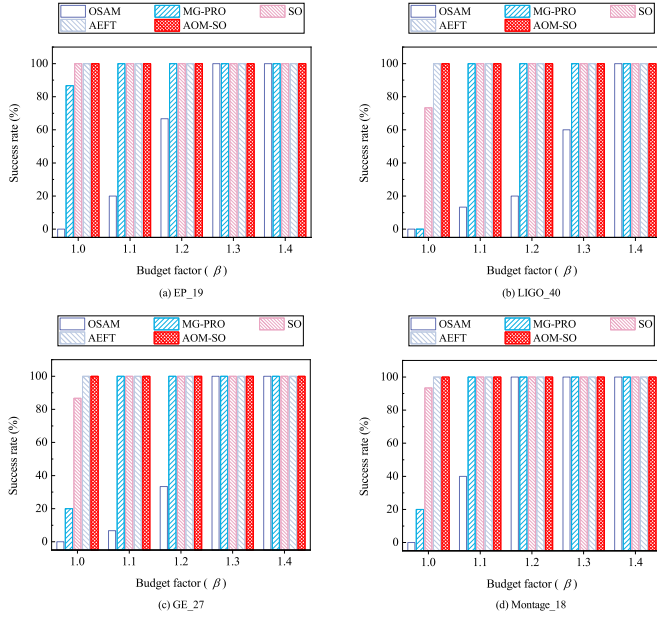 OSAM MG-PRO SO
AEFT AOM-SO
Success rate (%)
100
80
60
40
20
0
1.0 1.1 1.2 1.3 1.4
Budget factor ( β )
(a) EP_19
OSAM MG-PRO SO
AEFT AOM-SO
Success rate (%)
100
80
60
40
20
0
1.0 1.1 1.2 1.3 1.4
Budget factor ( β )
(b) LIGO_40
OSAM MG-PRO SO
AEFT AOM-SO
Success rate (%)
100
80
60
40
20
0
1.0 1.1 1.2 1.3 1.4
Budget factor ( β )
(c) GE_27
OSAM MG-PRO SO
AEFT AOM-SO
Success rate (%)
100
80
60
40
20
0
1.0 1.1 1.2 1.3 1.4
Budget factor ( β )
(d) Montage_18